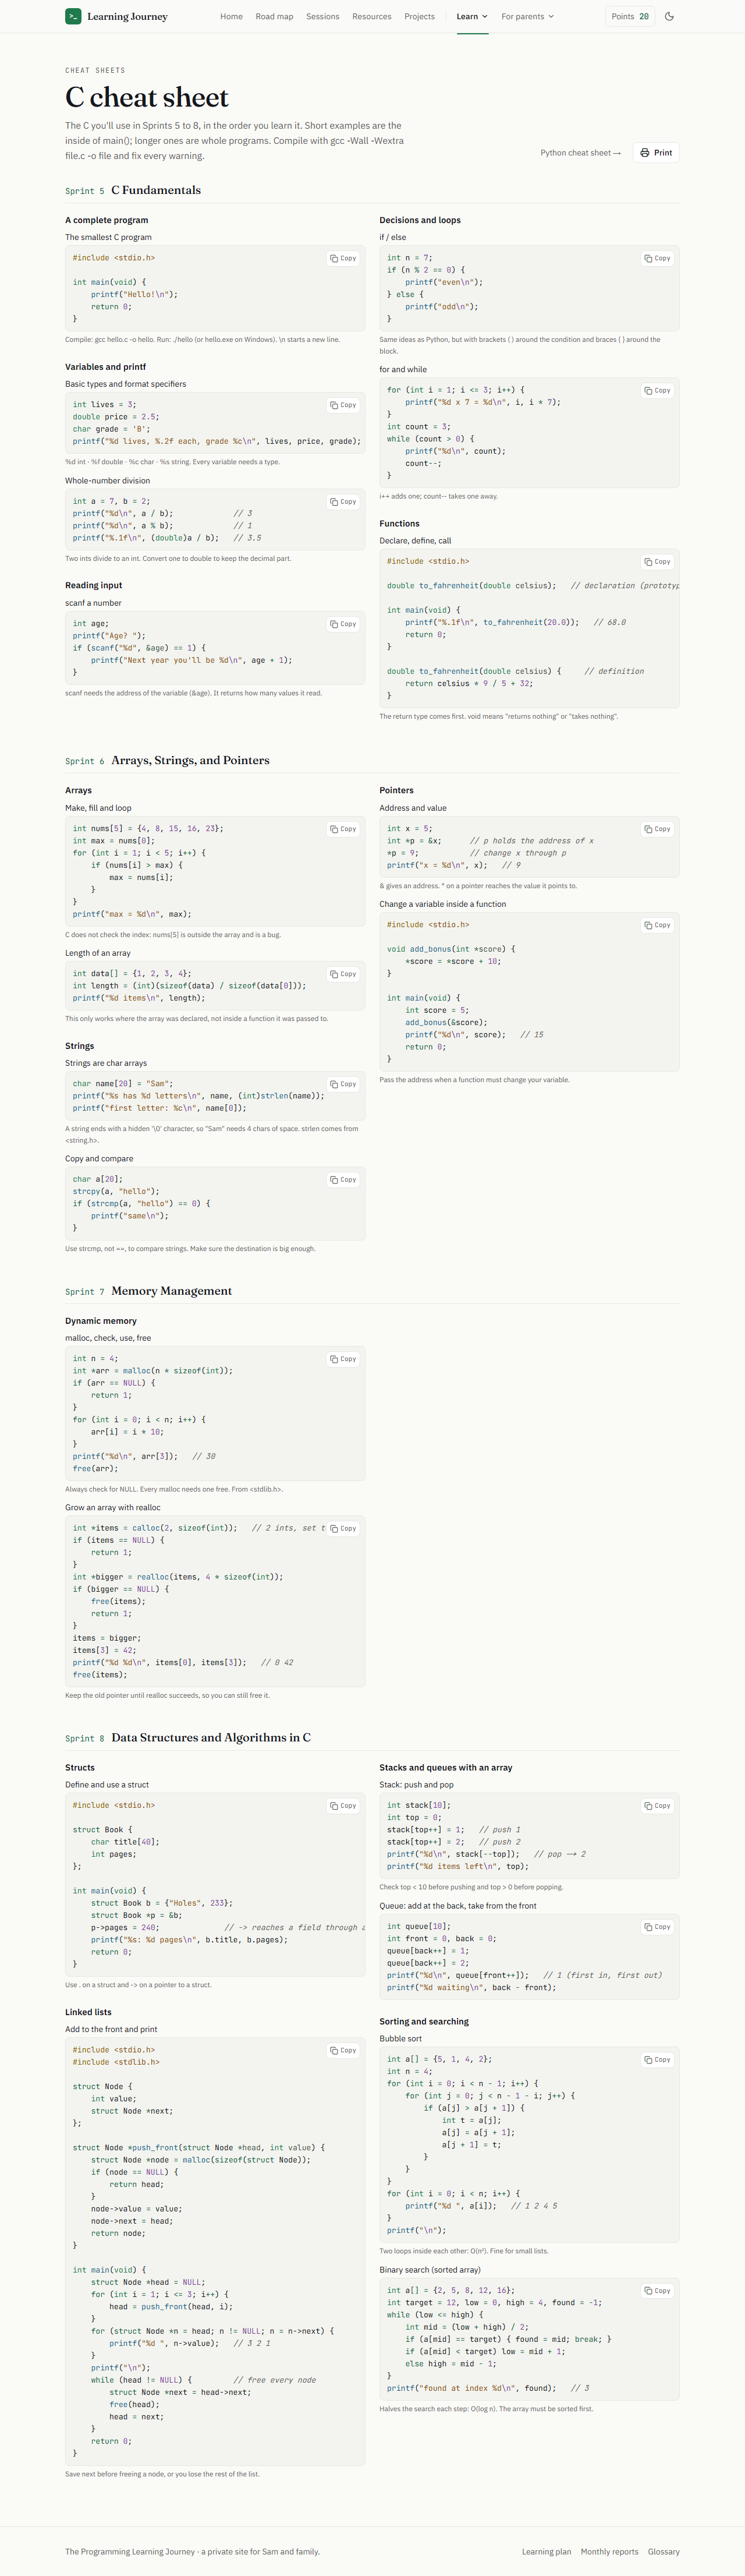 >_ Learning Journey
Home Road map Sessions Resources Projects Learn For parents Points 20
CHEAT SHEETS
C cheat sheet
The C you'll use in Sprints 5 to 8, in the order you learn it. Short examples are the
inside of main(); longer ones are whole programs. Compile with gcc -Wall -Wextra
file.c -o file and fix every warning.
Python cheat sheet → Print
Sprint 5 C Fundamentals
A complete program
The smallest C program
Copy
#include <stdio.h>
int main(void) {
    printf("Hello!\n");
    return 0;
}
Compile: gcc hello.c -o hello. Run: ./hello (or hello.exe on Windows). \n starts a new line.
Variables and printf
Basic types and format specifiers
Copy
int lives = 3;
double price = 2.5;
char grade = 'B';
printf("%d lives, %.2f each, grade %c\n", lives, price, grade);
%d int · %f double · %c char · %s string. Every variable needs a type.
Whole-number division
Copy
int a = 7, b = 2;
printf("%d\n", a / b);             // 3
printf("%d\n", a % b);             // 1
printf("%.1f\n", (double)a / b);   // 3.5
Two ints divide to an int. Convert one to double to keep the decimal part.
Reading input
scanf a number
Copy
int age;
printf("Age? ");
if (scanf("%d", &age) == 1) {
    printf("Next year you'll be %d\n", age + 1);
}
scanf needs the address of the variable (&age). It returns how many values it read.
Decisions and loops
if / else
Copy
int n = 7;
if (n % 2 == 0) {
    printf("even\n");
} else {
    printf("odd\n");
}
Same ideas as Python, but with brackets ( ) around the condition and braces { } around the
block.
for and while
Copy
for (int i = 1; i <= 3; i++) {
    printf("%d x 7 = %d\n", i, i * 7);
}
int count = 3;
while (count > 0) {
    printf("%d\n", count);
    count--;
}
i++ adds one; count-- takes one away.
Functions
Declare, define, call
Copy
#include <stdio.h>
double to_fahrenheit(double celsius);   // declaration (prototyp
int main(void) {
    printf("%.1f\n", to_fahrenheit(20.0));   // 68.0
    return 0;
}
double to_fahrenheit(double celsius) {     // definition
    return celsius * 9 / 5 + 32;
}
The return type comes first. void means "returns nothing" or "takes nothing".
Sprint 6 Arrays, Strings, and Pointers
Arrays
Make, fill and loop
Copy
int nums[5] = {4, 8, 15, 16, 23};
int max = nums[0];
for (int i = 1; i < 5; i++) {
    if (nums[i] > max) {
        max = nums[i];
    }
}
printf("max = %d\n", max);
C does not check the index: nums[5] is outside the array and is a bug.
Length of an array
Copy
int data[] = {1, 2, 3, 4};
int length = (int)(sizeof(data) / sizeof(data[0]));
printf("%d items\n", length);
This only works where the array was declared, not inside a function it was passed to.
Strings
Strings are char arrays
Copy
char name[20] = "Sam";
printf("%s has %d letters\n", name, (int)strlen(name));
printf("first letter: %c\n", name[0]);
A string ends with a hidden '\0' character, so "Sam" needs 4 chars of space. strlen comes from
<string.h>.
Copy and compare
Copy
char a[20];
strcpy(a, "hello");
if (strcmp(a, "hello") == 0) {
    printf("same\n");
}
Use strcmp, not ==, to compare strings. Make sure the destination is big enough.
Pointers
Address and value
Copy
int x = 5;
int *p = &x;      // p holds the address of x
*p = 9;           // change x through p
printf("x = %d\n", x);   // 9
& gives an address. * on a pointer reaches the value it points to.
Change a variable inside a function
Copy
#include <stdio.h>
void add_bonus(int *score) {
    *score = *score + 10;
}
int main(void) {
    int score = 5;
    add_bonus(&score);
    printf("%d\n", score);   // 15
    return 0;
}
Pass the address when a function must change your variable.
Sprint 7 Memory Management
Dynamic memory
malloc, check, use, free
Copy
int n = 4;
int *arr = malloc(n * sizeof(int));
if (arr == NULL) {
    return 1;
}
for (int i = 0; i < n; i++) {
    arr[i] = i * 10;
}
printf("%d\n", arr[3]);   // 30
free(arr);
Always check for NULL. Every malloc needs one free. From <stdlib.h>.
Grow an array with realloc
Copy
int *items = calloc(2, sizeof(int));   // 2 ints, set t
if (items == NULL) {
    return 1;
}
int *bigger = realloc(items, 4 * sizeof(int));
if (bigger == NULL) {
    free(items);
    return 1;
}
items = bigger;
items[3] = 42;
printf("%d %d\n", items[0], items[3]);   // 0 42
free(items);
Keep the old pointer until realloc succeeds, so you can still free it.
Sprint 8 Data Structures and Algorithms in C
Structs
Define and use a struct
Copy
#include <stdio.h>
struct Book {
    char title[40];
    int pages;
};
int main(void) {
    struct Book b = {"Holes", 233};
    struct Book *p = &b;
    p->pages = 240;              // -> reaches a field through a
    printf("%s: %d pages\n", b.title, b.pages);
    return 0;
}
Use . on a struct and -> on a pointer to a struct.
Linked lists
Add to the front and print
Copy
#include <stdio.h>
#include <stdlib.h>
struct Node {
    int value;
    struct Node *next;
};
struct Node *push_front(struct Node *head, int value) {
    struct Node *node = malloc(sizeof(struct Node));
    if (node == NULL) {
        return head;
    }
    node->value = value;
    node->next = head;
    return node;
}
int main(void) {
    struct Node *head = NULL;
    for (int i = 1; i <= 3; i++) {
        head = push_front(head, i);
    }
    for (struct Node *n = head; n != NULL; n = n->next) {
        printf("%d ", n->value);   // 3 2 1
    }
    printf("\n");
    while (head != NULL) {         // free every node
        struct Node *next = head->next;
        free(head);
        head = next;
    }
    return 0;
}
Save next before freeing a node, or you lose the rest of the list.
Stacks and queues with an array
Stack: push and pop
Copy
int stack[10];
int top = 0;
stack[top++] = 1;   // push 1
stack[top++] = 2;   // push 2
printf("%d\n", stack[--top]);   // pop --> 2
printf("%d items left\n", top);
Check top < 10 before pushing and top > 0 before popping.
Queue: add at the back, take from the front
Copy
int queue[10];
int front = 0, back = 0;
queue[back++] = 1;
queue[back++] = 2;
printf("%d\n", queue[front++]);   // 1 (first in, first out)
printf("%d waiting\n", back - front);
Sorting and searching
Bubble sort
Copy
int a[] = {5, 1, 4, 2};
int n = 4;
for (int i = 0; i < n - 1; i++) {
    for (int j = 0; j < n - 1 - i; j++) {
        if (a[j] > a[j + 1]) {
            int t = a[j];
            a[j] = a[j + 1];
            a[j + 1] = t;
        }
    }
}
for (int i = 0; i < n; i++) {
    printf("%d ", a[i]);   // 1 2 4 5
}
printf("\n");
Two loops inside each other: O(n²). Fine for small lists.
Binary search (sorted array)
Copy
int a[] = {2, 5, 8, 12, 16};
int target = 12, low = 0, high = 4, found = -1;
while (low <= high) {
    int mid = (low + high) / 2;
    if (a[mid] == target) { found = mid; break; }
    if (a[mid] < target) low = mid + 1;
    else high = mid - 1;
}
printf("found at index %d\n", found);   // 3
Halves the search each step: O(log n). The array must be sorted first.
The Programming Learning Journey · a private site for Sam and family.
Learning plan Monthly reports Glossary